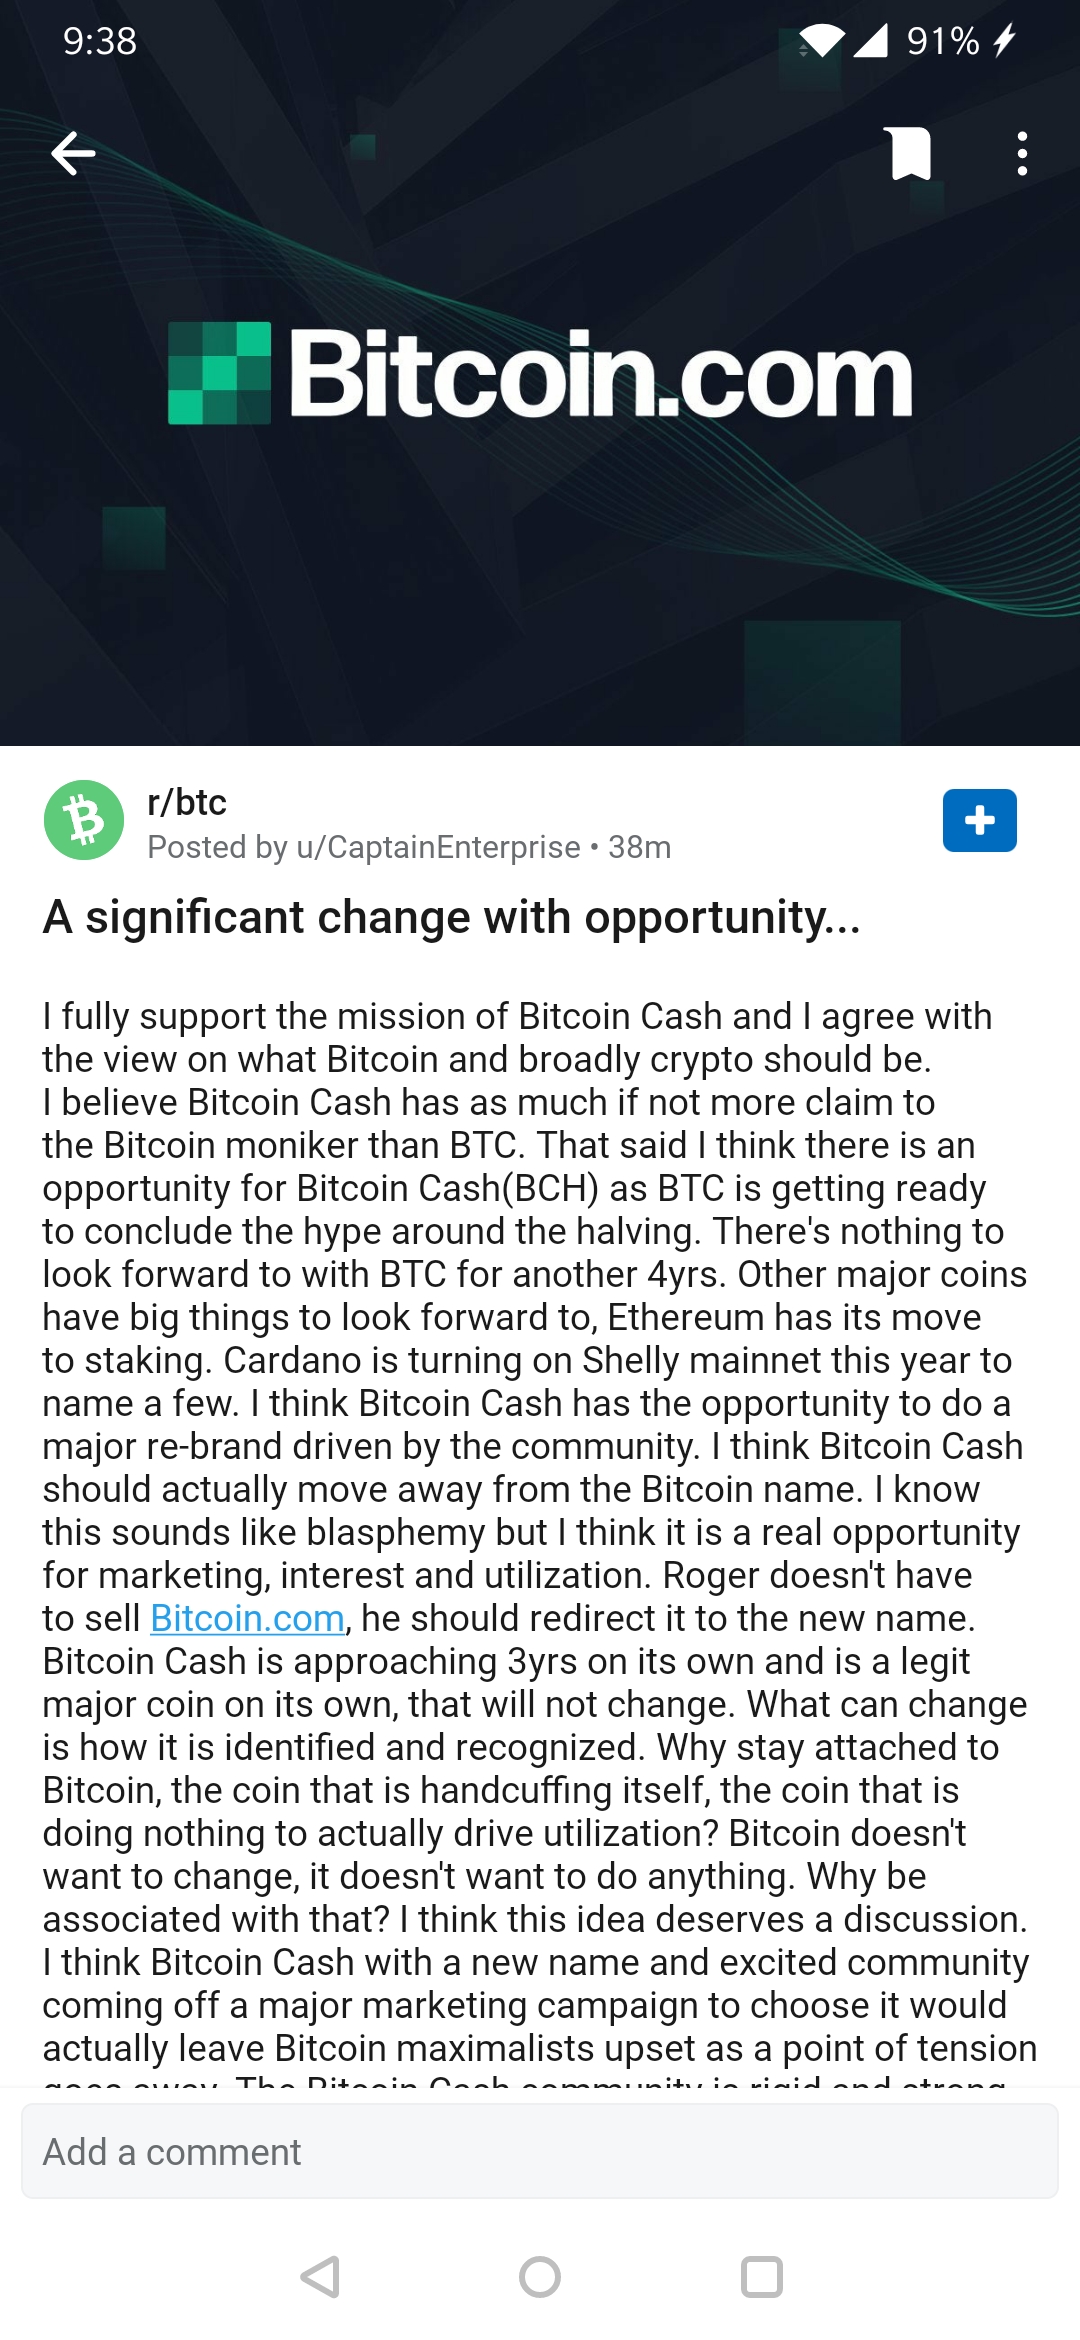 9:38
91%
Bitcoin.com
r/btc
Posted by u/CaptainEnterprise • 38m
A significant change with opportunity...
I fully support the mission of Bitcoin Cash and I agree with
the view on what Bitcoin and broadly crypto should be.
I believe Bitcoin Cash has as much if not more claim to
the Bitcoin moniker than BTC. That said I think there is an
opportunity for Bitcoin Cash(BCH) as BTC is getting ready
to conclude the hype around the halving. There's nothing to
look forward to with BTC for another 4yrs. Other major coins
have big things to look forward to, Ethereum has its move
to staking. Cardano is turning on Shelly mainnet this year to
name a few. I think Bitcoin Cash has the opportunity to do a
major re-brand driven by the community. I think Bitcoin Cash
should actually move away from the Bitcoin name. I know
this sounds like blasphemy but I think it is a real opportunity
for marketing, interest and utilization. Roger doesn't have
to sell Bitcoin.com, he should redirect it to the new name.
Bitcoin Cash is approaching 3yrs on its own and is a legit
major coin on its own, that will not change. What can change
is how it is identified and recognized. Why stay attached to
Bitcoin, the coin that is handcuffing itself, the coin that is
doing nothing to actually drive utilization? Bitcoin doesn't
want to change, it doesn't want to do anything. Why be
associated with that? I think this idea deserves a discussion.
I think Bitcoin Cash with a new name and excited community
coming off a major marketing campaign to choose it would
actually leave Bitcoin maximalists upset as a point of tension
goes away. The Bitcoin Cash community is rigid and strong
Add a comment